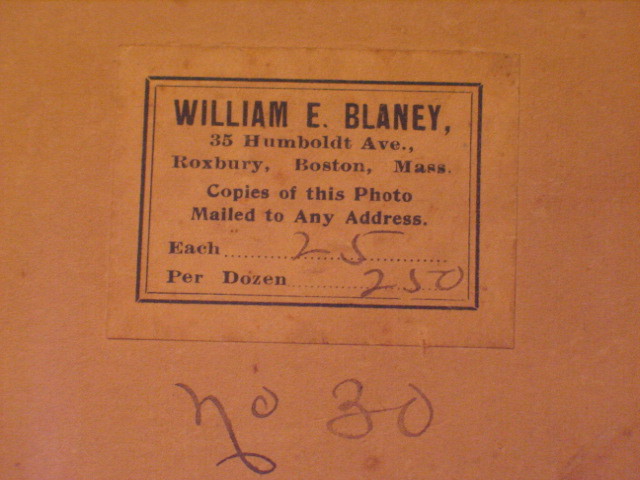 WILLIAM E. BLANEY,
35 Humboldt Ave.,
Roxbury, Boston, Mass.
Copies of this Photo
Mailed to Any Address.
Each 25
Per Dozen 250
No 30